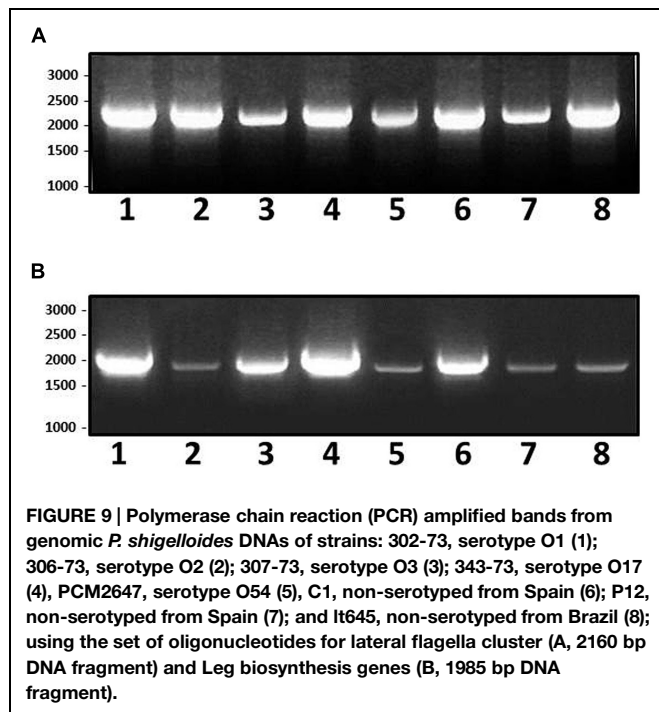 A
3000 -
2500 -
2000 -
1500 -
1000 -
1 2 3 4 5 6 7 8
B
3000 -
2500 -
2000 -
1500 -
1000 -
1 2 3 4 5 6 7 8
FIGURE 9 | Polymerase chain reaction (PCR) amplified bands from
genomic P. shigelloides DNAs of strains: 302-73, serotype O1 (1);
306-73, serotype O2 (2); 307-73, serotype O3 (3); 343-73, serotype O17
(4), PCM2647, serotype O54 (5), C1, non-serotyped from Spain (6); P12,
non-serotyped from Spain (7); and lt645, non-serotyped from Brazil (8);
using the set of oligonucleotides for lateral flagella cluster (A, 2160 bp
DNA fragment) and Leg biosynthesis genes (B, 1985 bp DNA
fragment).